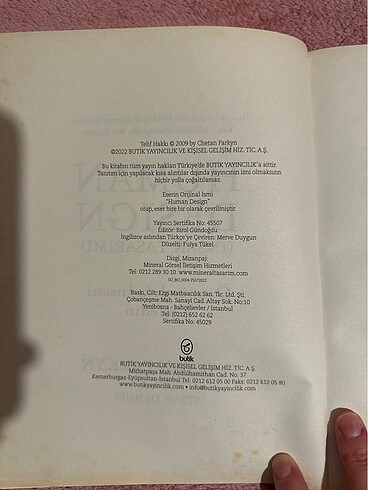 Telif Hakkı © 2009 by Chetan Parkyn
©2022 BUTİK YAYINCILIK VE KİŞİSEL GELİŞİM HİZ. TİC. A.Ş.
Bu kitabın tüm yayın hakları Türkiye'de BUTİK YAYINCILIK'a aittir.
Tanıtım için yapılacak kısa alıntılar dışında yayıncının izni olmaksızın
hiçbir yolla çoğaltılamaz.
Eserin Orijinal İsmi
"Human Design"
olup, eser bire bir olarak çevrilmiştir.
Yayıncı Sertifika No: 45507
Editör: Birol Gündoğdu
İngilizce aslından Türkçe'ye Çeviren: Merve Duygun
Düzelti: Fulya Tükel
Dizgi, Mizanpaj:
Mineral Görsel İletişim Hizmetleri
Tel: 0212 289 30 10 www.mineraltasarim.com
Baskı, Cilt: Ezgi Matbaacılık San. Tic. Ltd. Şti.
Çobançeşme Mah. Sanayi Cad. Altay Sok. No:10
Yenibosna - Bahçelievler / İstanbul
Tel: (0212) 652 62 62
Sertifika No: 45029
butik
BUTİK YAYINCILIK VE KİŞİSEL GELİŞİM HİZ. TİC. A.Ş.
Mithatpaşa Mah. Abdülhamithan Cad. No: 37
Kemerburgaz-Eyüpsultan-İstanbul Tel: 0212 612 05 00 Faks: 0212 612 05 80
www.butikyayincilik.com • info@butikyayincilik.com